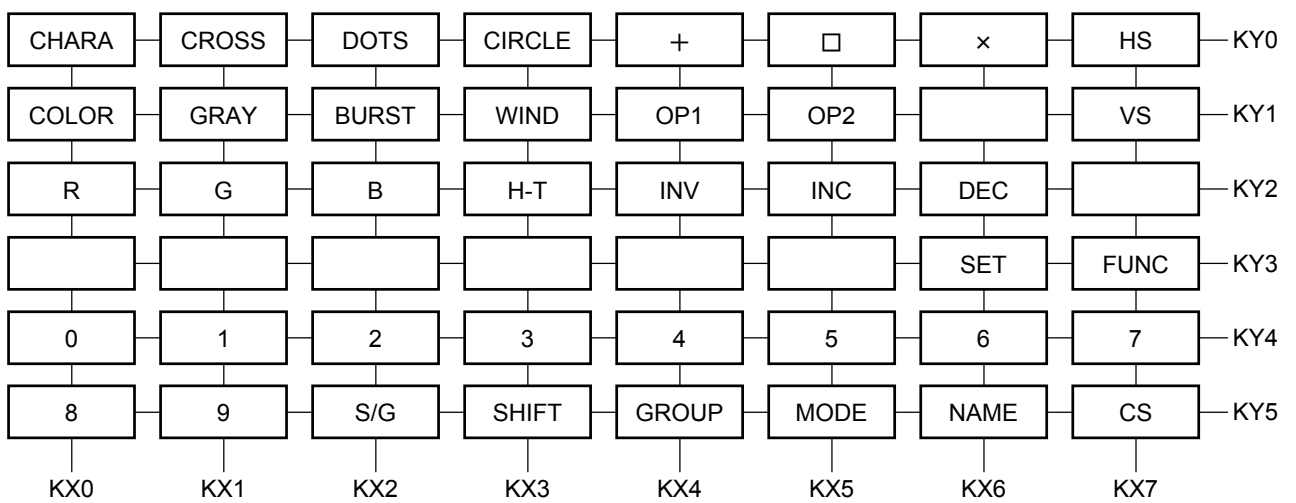 CHARA CROSS DOTS CIRCLE + □ × HS KY0
COLOR GRAY BURST WIND OP1 OP2 VS KY1
R G B H-T INV INC DEC KY2
SET FUNC KY3
0 1 2 3 4 5 6 7 KY4
8 9 S/G SHIFT GROUP MODE NAME CS KY5
KX0 KX1 KX2 KX3 KX4 KX5 KX6 KX7